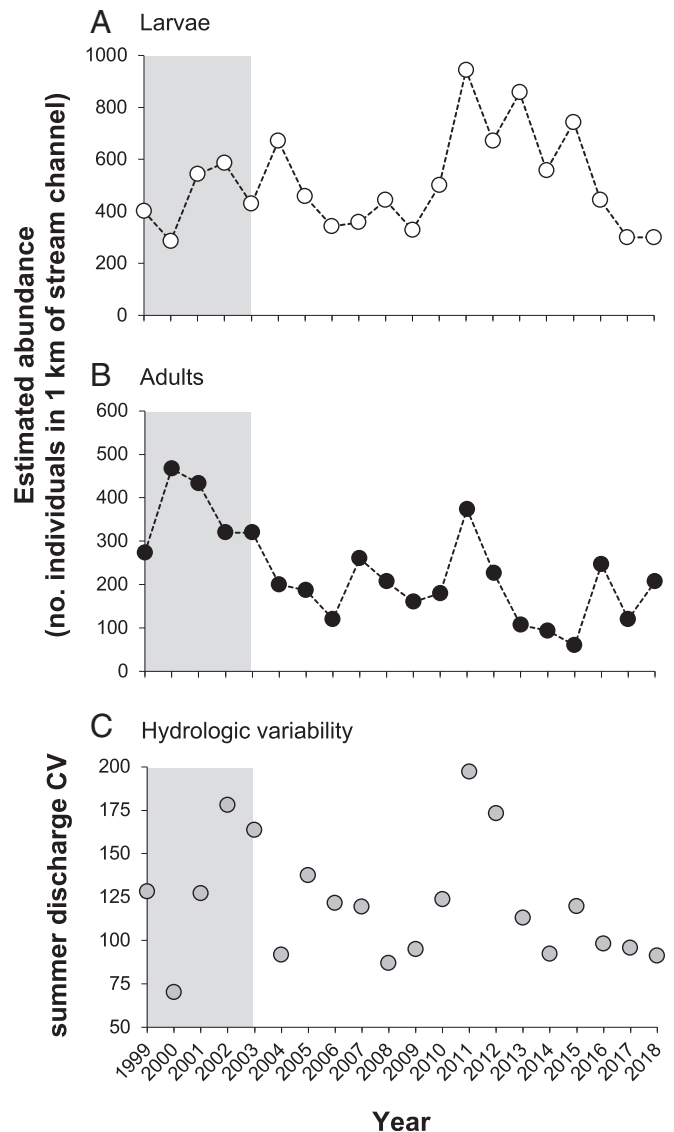 A Larvae
1000
800
600
400
200
0
Estimated abundance
(no. individuals in 1 km of stream channel)
B Adults
600
500
400
300
200
100
0
C Hydrologic variability
200
175
150
125
100
75
50
summer discharge CV
1999 2000 2001 2002 2003 2004 2005 2006 2007 2008 2009 2010 2011 2012 2013 2014 2015 2016 2017 2018
Year